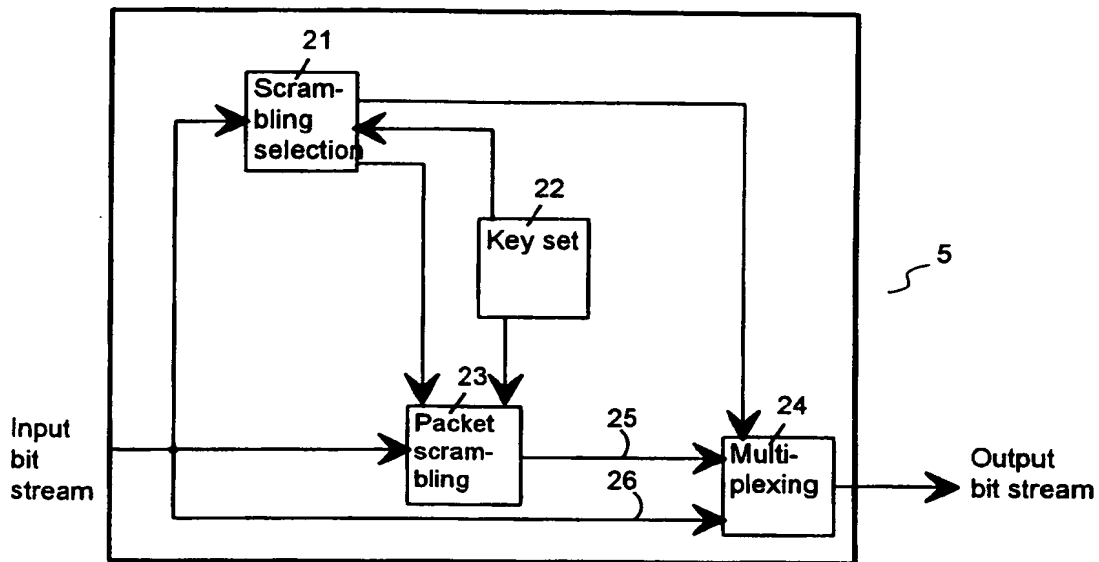 21
Scram-
bling
selection
22
Key set
5
23
Packet
scram-
bling
25
24
Multi-
plexing
26
Input
bit
stream
Output
bit stream